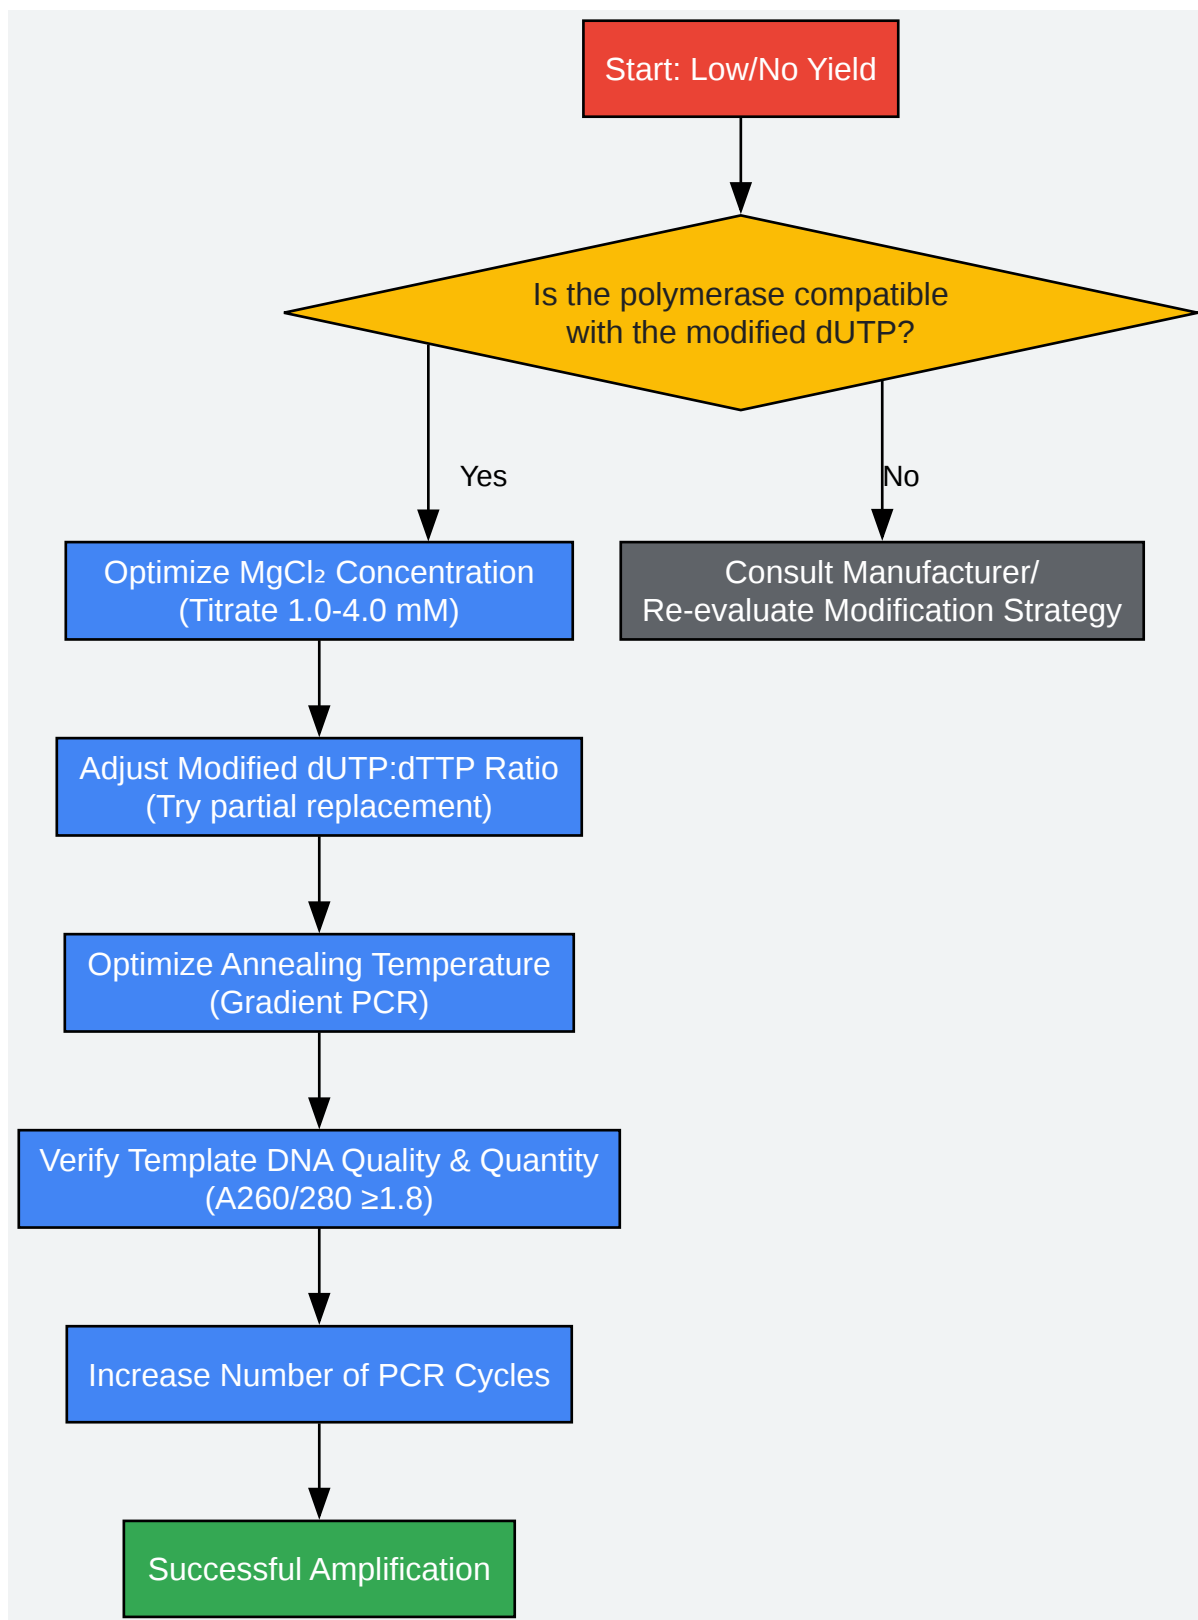 Start: Low/No Yield
Is the polymerase compatible
with the modified dUTP?
Yes
No
Optimize MgCl₂ Concentration
(Titrate 1.0-4.0 mM)
Consult Manufacturer/
Re-evaluate Modification Strategy
Adjust Modified dUTP:dTTP Ratio
(Try partial replacement)
Optimize Annealing Temperature
(Gradient PCR)
Verify Template DNA Quality & Quantity
(A260/280 ≥1.8)
Increase Number of PCR Cycles
Successful Amplification